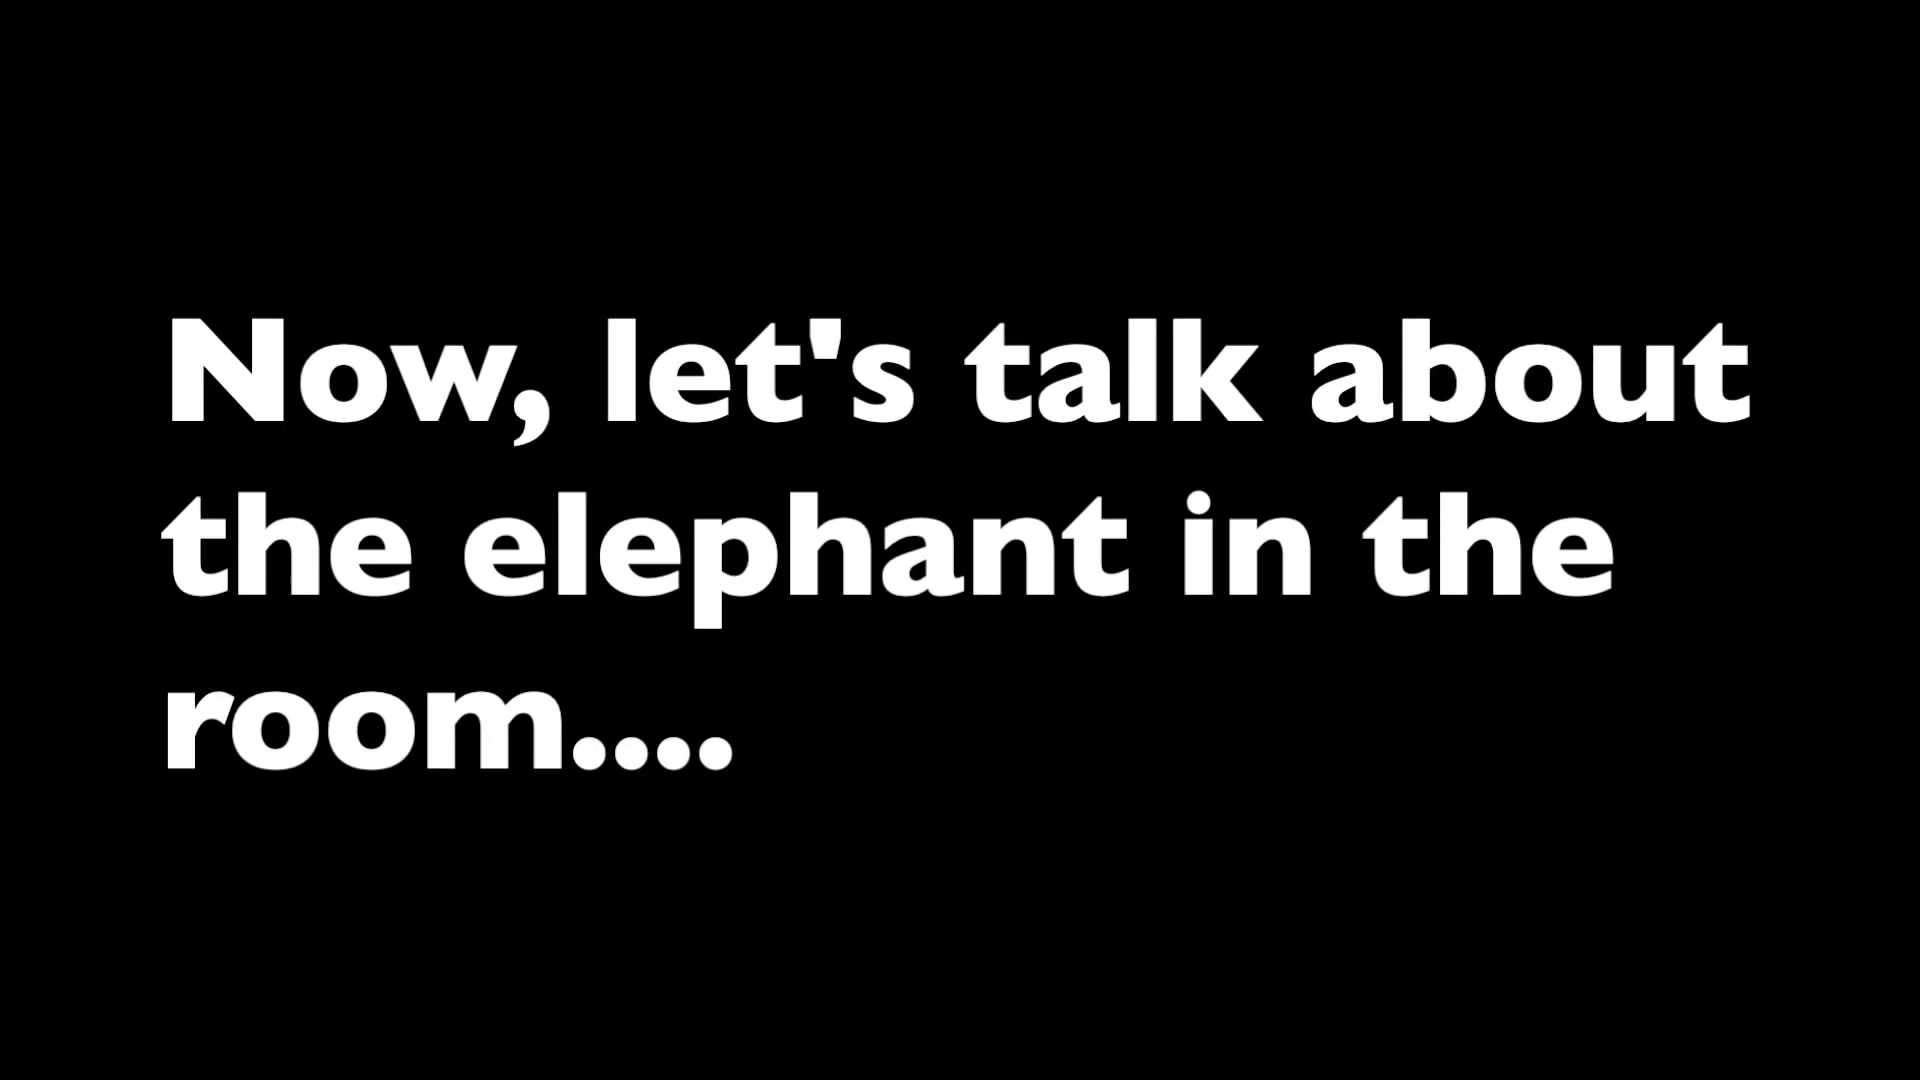 Now, let's talk about
the elephant in the
room....